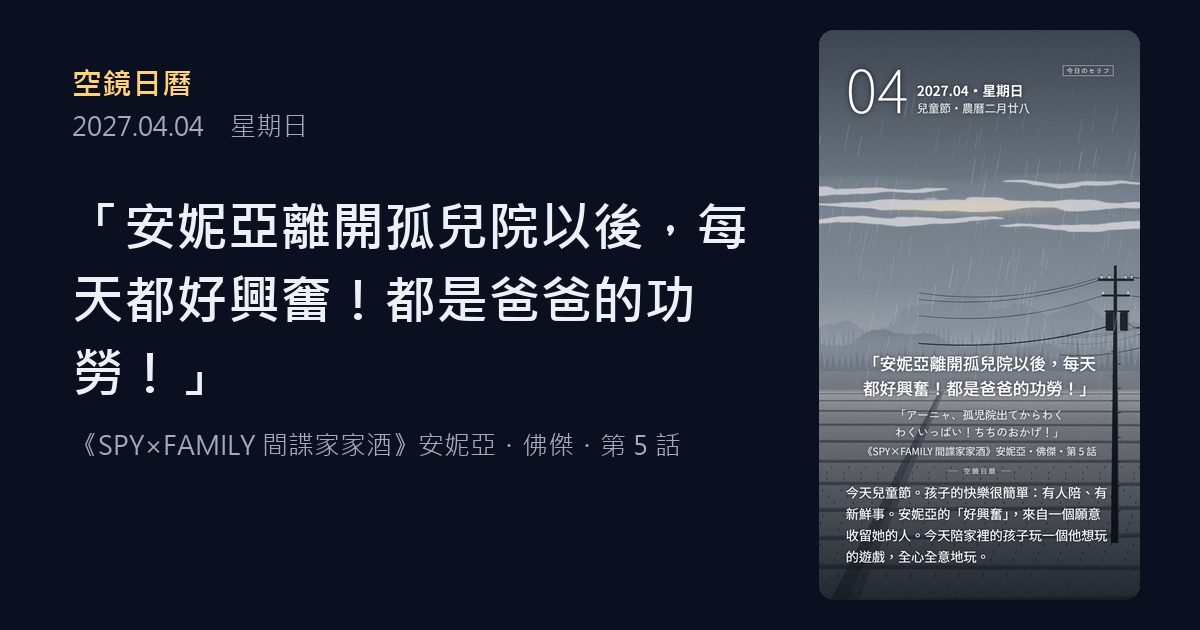 空鏡日曆
2027.04.04 星期日
「安妮亞離開孤兒院以後，每
天都好興奮！都是爸爸的功
勞！」
《SPY×FAMILY 間諜家家酒》安妮亞．佛傑．第 5 話
今日のセリフ
04
2027.04・星期日
兒童節・農曆二月廿八
「安妮亞離開孤兒院以後，每天
都好興奮！都是爸爸的功勞！」
「アーニャ、孤児院出てからわく
わくいっぱい！ちちのおかげ！」
《SPY×FAMILY 間諜家家酒》安妮亞・佛傑・第 5 話
— 空鏡日曆 —
今天兒童節。孩子的快樂很簡單：有人陪、有
新鮮事。安妮亞的「好興奮」，來自一個願意
收留她的人。今天陪家裡的孩子玩一個他想玩
的遊戲，全心全意地玩。